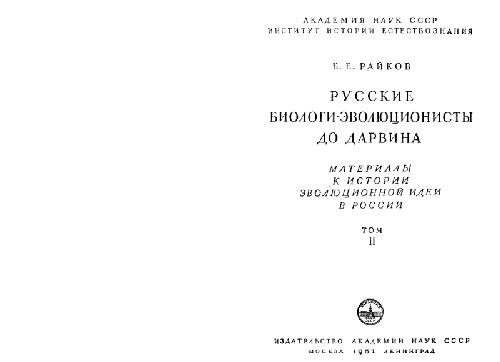 АКАДЕМИЯ НАУК СССР
ИНСТИТУТ ИСТОРИИ ЕСТЕСТВОЗНАНИЯ
Б. Е. РАЙКОВ
РУССКИЕ
БИОЛОГИ-ЭВОЛЮЦИОНИСТЫ
ДО ДАРВИНА
МАТЕРИАЛЫ
К ИСТОРИИ
ЭВОЛЮЦИОННОЙ ИДЕИ
В РОССИИ
ТОМ
II
ИЗДАТЕЛЬСТВО АКАДЕМИИ НАУК СССР
МОСКВА 1951 ЛЕНИНГРАД